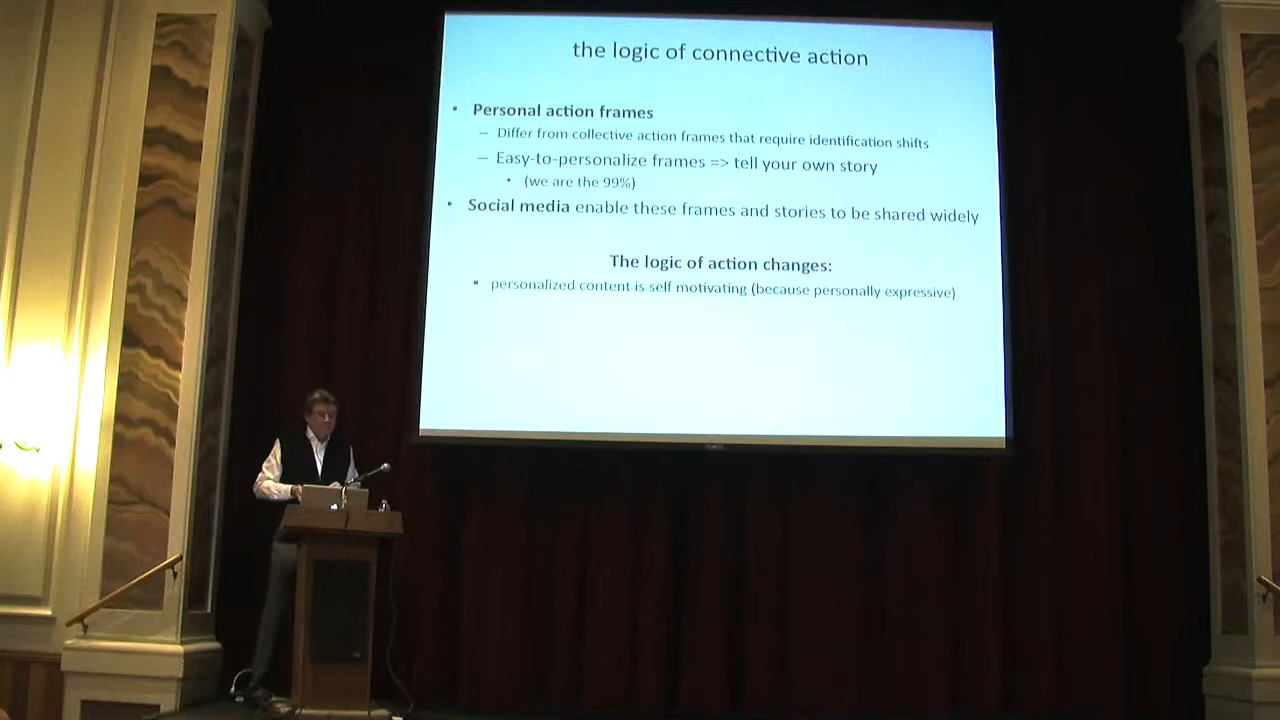 the logic of connective action
• Personal action frames
– Differ from collective action frames that require identification shifts
– Easy-to-personalize frames => tell your own story
• (we are the 99%)
• Social media enable these frames and stories to be shared widely
The logic of action changes:
• personalized content is self motivating (because personally expressive)